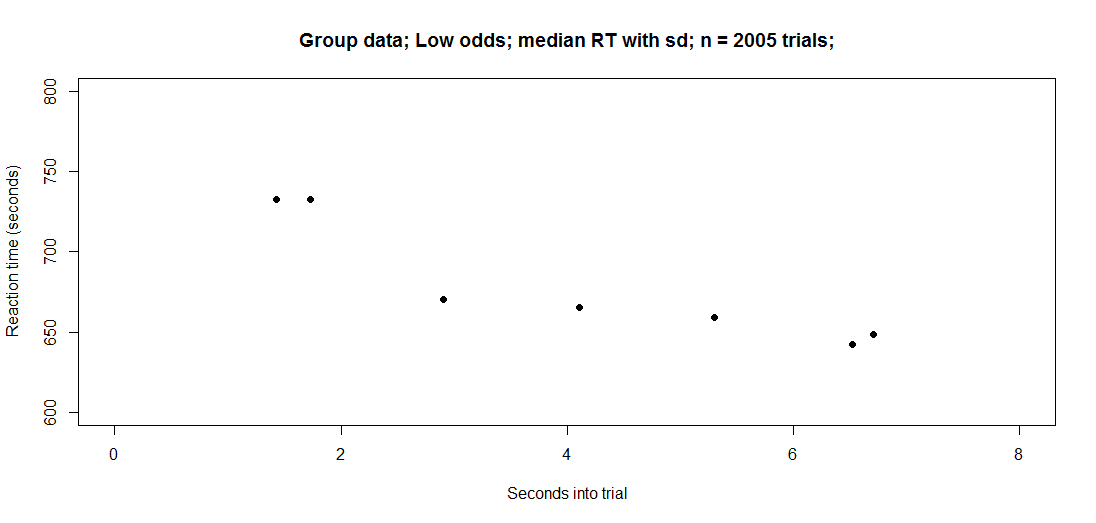 Group data; Low odds; median RT with sd; n = 2005 trials;
Reaction time (seconds)
800
750
700
650
600
0 2 4 6 8
Seconds into trial